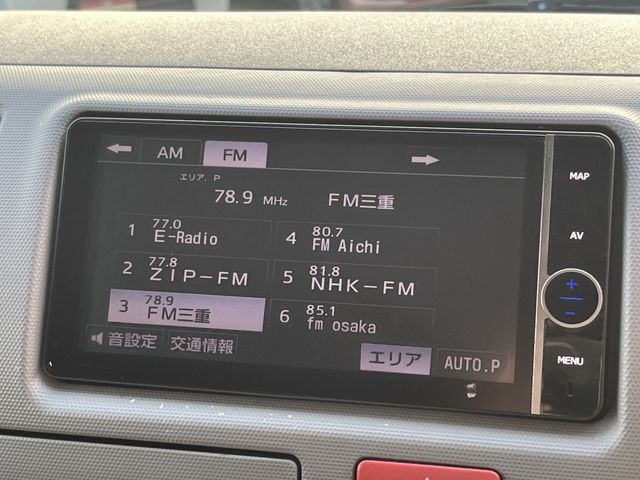 AM FM
エリア. P
78.9 MHz FM三重
1 77.0 E-Radio
4 80.7 FM Aichi
2 77.8 ZIP-FM
5 81.8 NHK-FM
3 78.9 FM三重
6 85.1 fm osaka
音設定 交通情報 エリア AUTO.P
MAP
AV
+
-
MENU